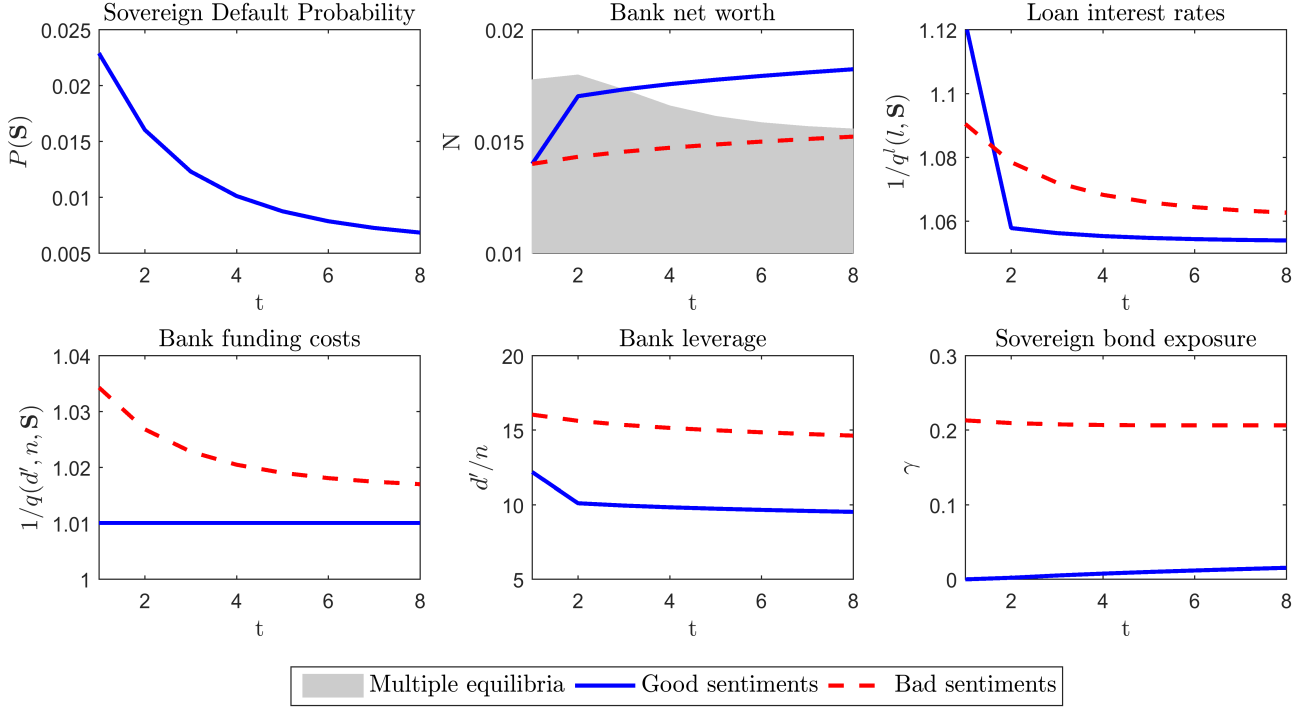 Sovereign Default Probability
0.025
0.02
0.015
0.01
0.005
P(S)
2 4 6 8
t
Bank net worth
0.02
0.015
0.01
N
2 4 6 8
t
Loan interest rates
1.12
1.1
1.08
1.06
1/q^l(l, S)
2 4 6 8
t
Bank funding costs
1.04
1.03
1.02
1.01
1
1/q(d′, n, S)
2 4 6 8
t
Bank leverage
20
15
10
5
d′/n
2 4 6 8
t
Sovereign bond exposure
0.3
0.2
0.1
0
γ
2 4 6 8
t
Multiple equilibria Good sentiments Bad sentiments